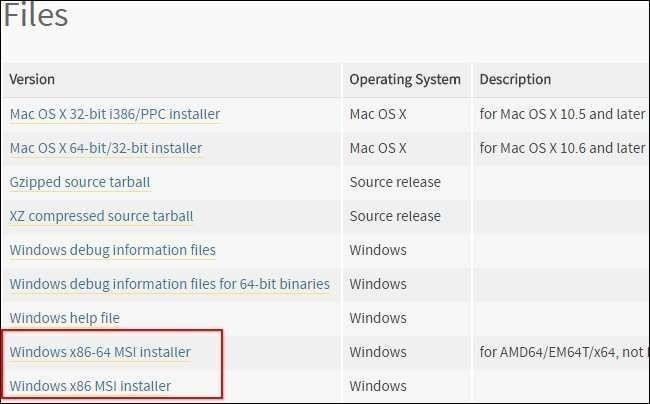 Files
Version Operating System Description
Mac OS X 32-bit i386/PPC installer Mac OS X for Mac OS X 10.5 and later
Mac OS X 64-bit/32-bit installer Mac OS X for Mac OS X 10.6 and later
Gzipped source tarball Source release
XZ compressed source tarball Source release
Windows debug information files Windows
Windows debug information files for 64-bit binaries Windows
Windows help file Windows
Windows x86-64 MSI installer Windows for AMD64/EM64T/x64, not
Windows x86 MSI installer Windows